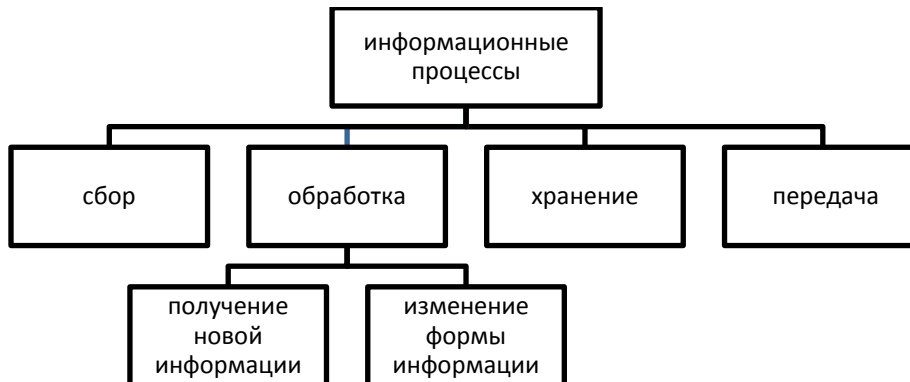 информационные
процессы
сбор
обработка
хранение
передача
получение
новой
информации
изменение
формы
информации